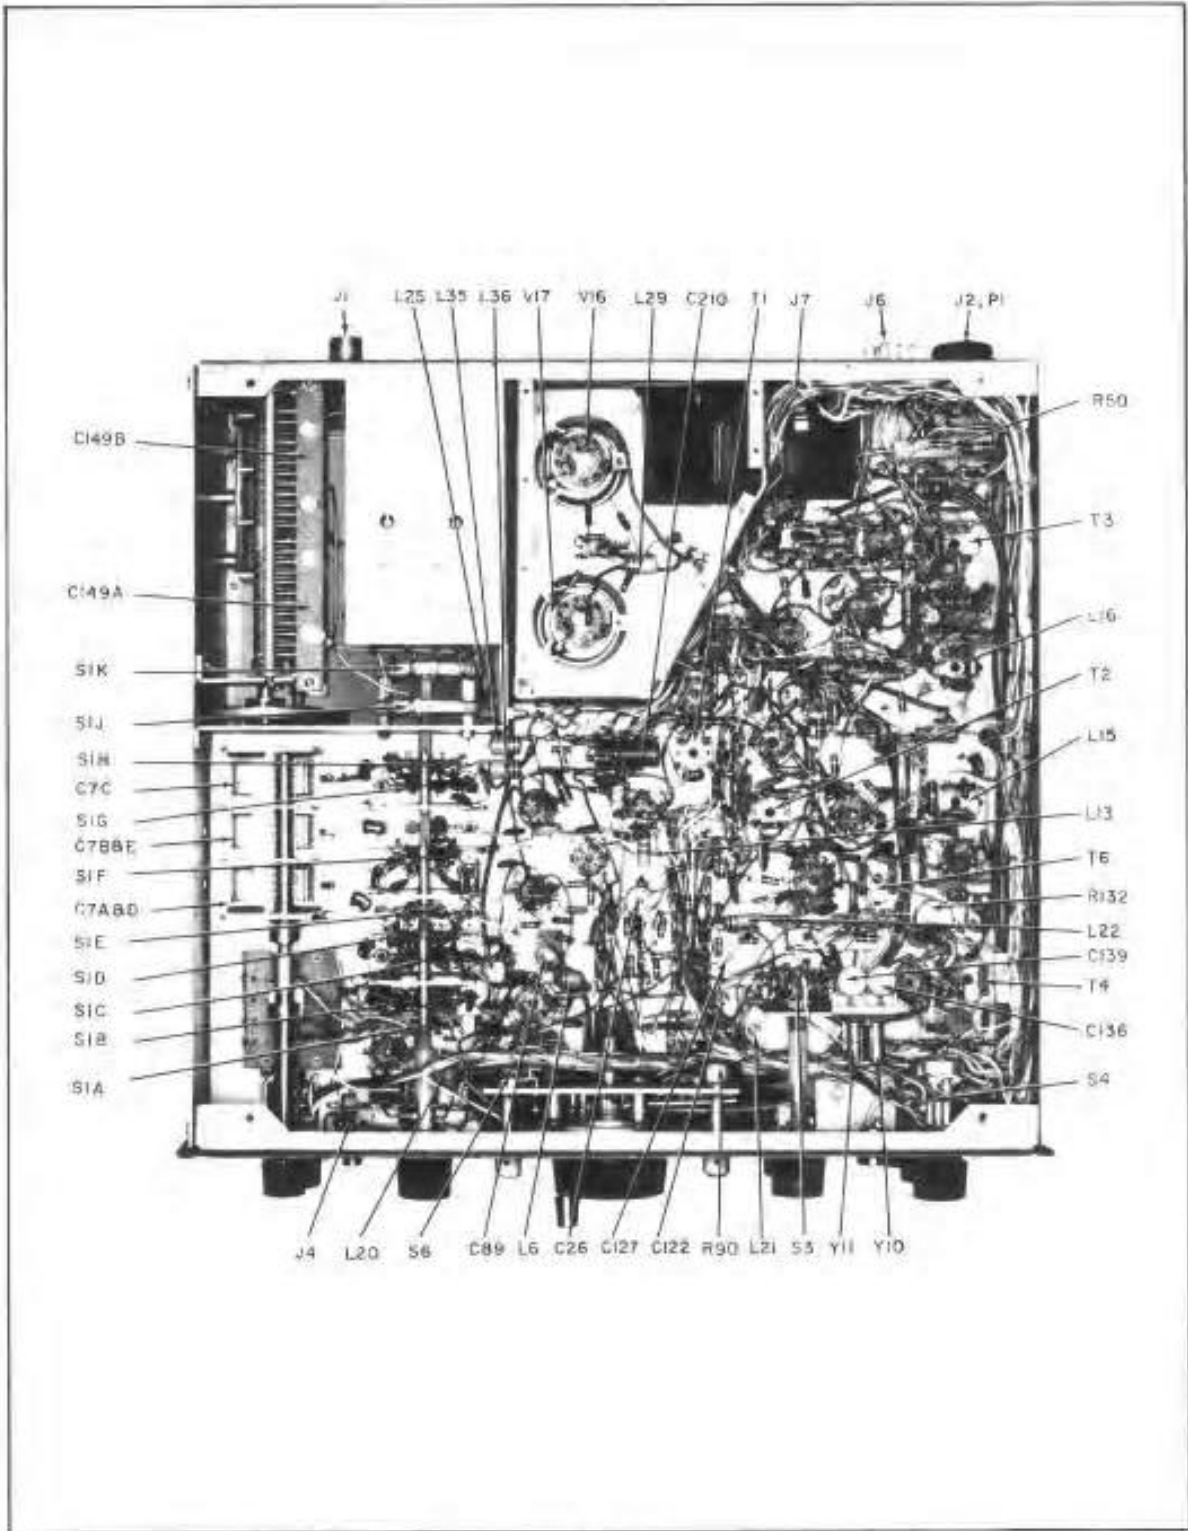 J1 L25 L35 L36 V17 V16 L29 C210 T1 J7 J6 J2, P1
C149B
C149A
S1K
S1J
S1H
C7C
S1G
C7B&E
S1F
C7A&D
S1E
S1D
S1C
S1B
S1A
R50
T3
L16
T2
L15
L13
T6
R132
L22
C139
T4
C136
S4
J4 L20 S6 C89 L6 C26 C127 C122 R90 L21 S3 Y11 Y10